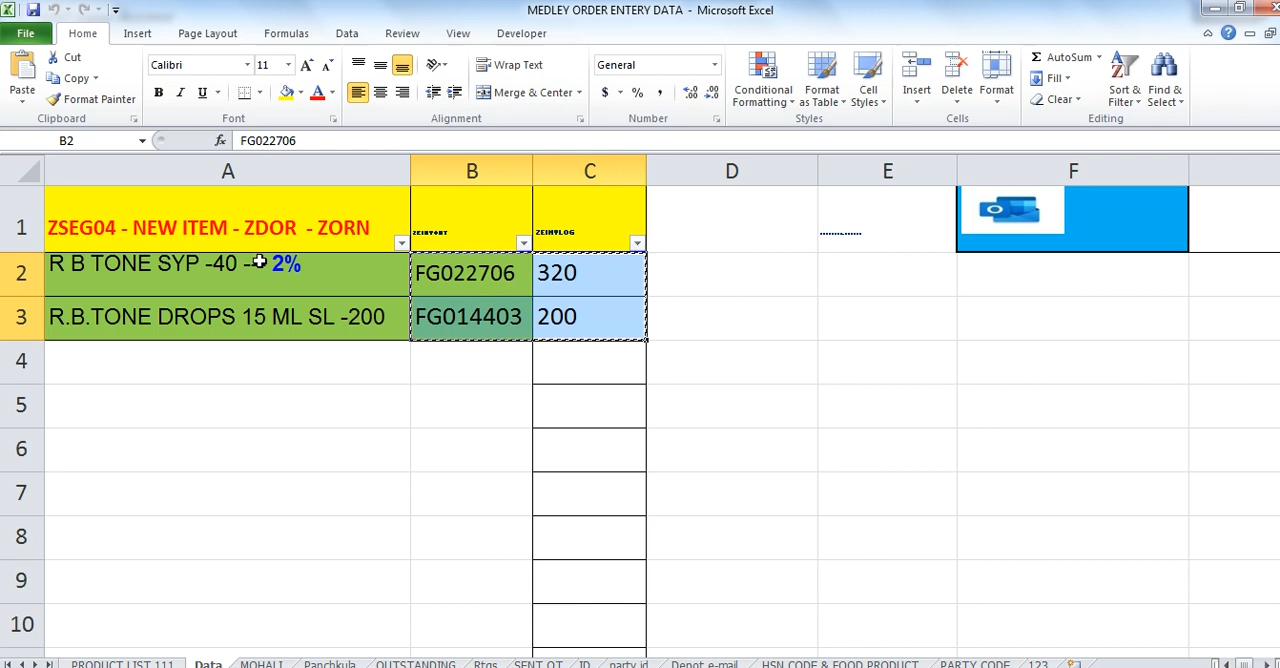 MEDLEY ORDER ENTERY DATA - Microsoft Excel
File Home Insert Page Layout Formulas Data Review View Developer
Paste Cut Copy Format Painter Clipboard
Calibri 11 B I U Font
Wrap Text Merge & Center Alignment
General $ % , Number
Conditional Formatting Format as Table Cell Styles Styles
Insert Delete Format Cells
AutoSum Fill Clear Sort & Filter Find & Select Editing
B2 fx FG022706
A B C D E F
1 ZSEG04 - NEW ITEM - ZDOR - ZORN
2 R B TONE SYP -40 -- 2% FG022706 320
3 R.B.TONE DROPS 15 ML SL -200 FG014403 200
4
5
6
7
8
9
10
PRODUCT LIST 111 Data MOHALI Panchkula OUTSTANDING Rtgs SENT OT ID party id Depot e-mail HSN CODE & FOOD PRODUCT PARTY CODE 123